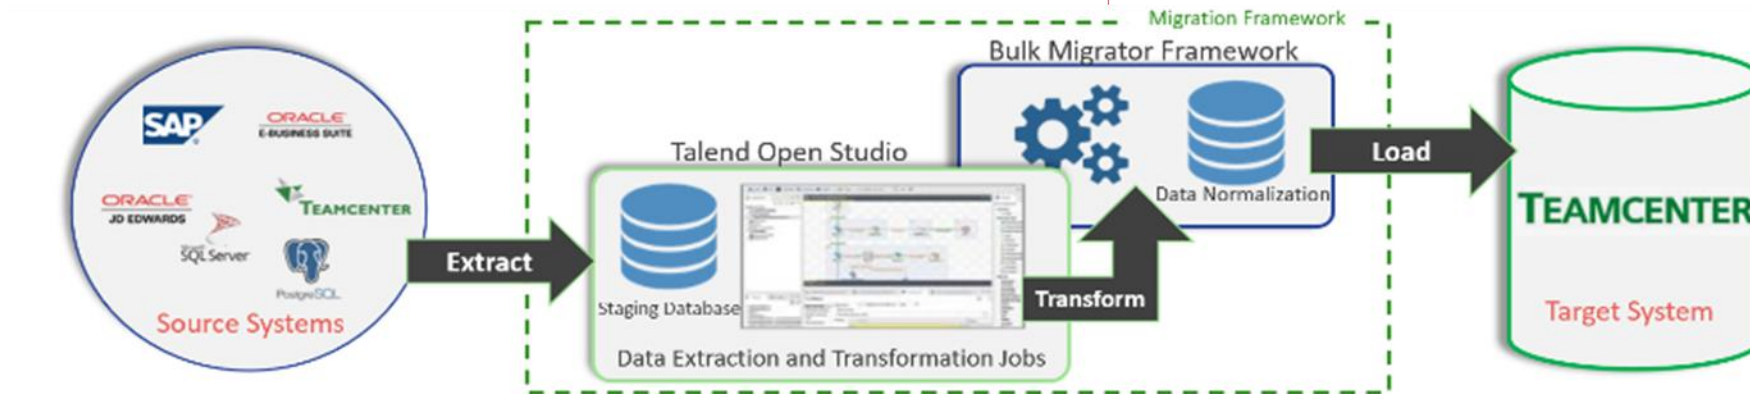 Migration Framework
Bulk Migrator Framework
SAP
ORACLE
E-BUSINESS SUITE
Talend Open Studio
Load
Data Normalization
ORACLE
JD EDWARDS
TEAMCENTER
SQL Server
PostgreSQL
Source Systems
Extract
Staging Database
Transform
Data Extraction and Transformation Jobs
TEAMCENTER
Target System